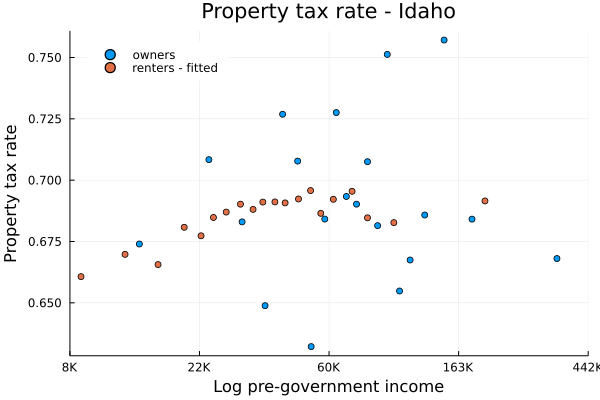 Property tax rate - Idaho
owners
renters - fitted
Property tax rate
0.750
0.725
0.700
0.675
0.650
8K 22K 60K 163K 442K
Log pre-government income